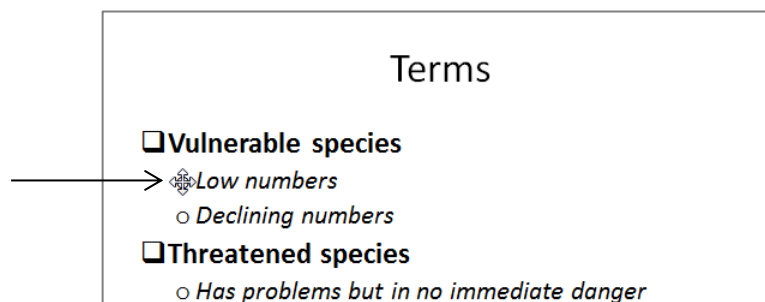 Terms
❑Vulnerable species
Low numbers
o Declining numbers
❑Threatened species
o Has problems but in no immediate danger